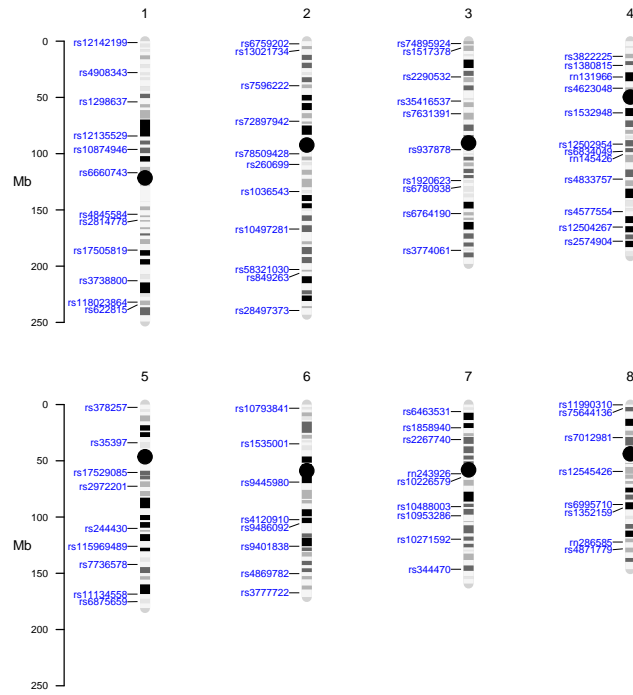 1
2
3
4
0
50
100
150
200
250
Mb
rs12142199
rs4908343
rs1298637
rs12135529
rs10874946
rs6660743
rs4845584
rs2814778
rs17505819
rs3738800
rs118023864
rs622815
rs6759202
rs13021734
rs7596222
rs72897942
rs78509428
rs260699
rs1036543
rs10497281
rs58321030
rs849263
rs28497373
rs74895924
rs1517378
rs2290532
rs35416537
rs7631391
rs937878
rs1920623
rs6780938
rs6764190
rs3774061
rs3822225
rs1380815
rn131966
rs4623048
rs1532948
rs12502954
rs6834049
rn145426
rs4833757
rs4577554
rs12504267
rs2574904
5
6
7
8
0
50
100
150
200
250
Mb
rs378257
rs35397
rs17529085
rs2972201
rs244430
rs115969489
rs7736578
rs11134558
rs6875659
rs10793841
rs1535001
rs9445980
rs4120910
rs9486092
rs9401838
rs4869782
rs3777722
rs6463531
rs1858940
rs2267740
rn243926
rs10226579
rs10488003
rs10953286
rs10271592
rs344470
rs11990310
rs75644136
rs7012981
rs12545426
rs6995710
rs1352159
rn286585
rs4871779